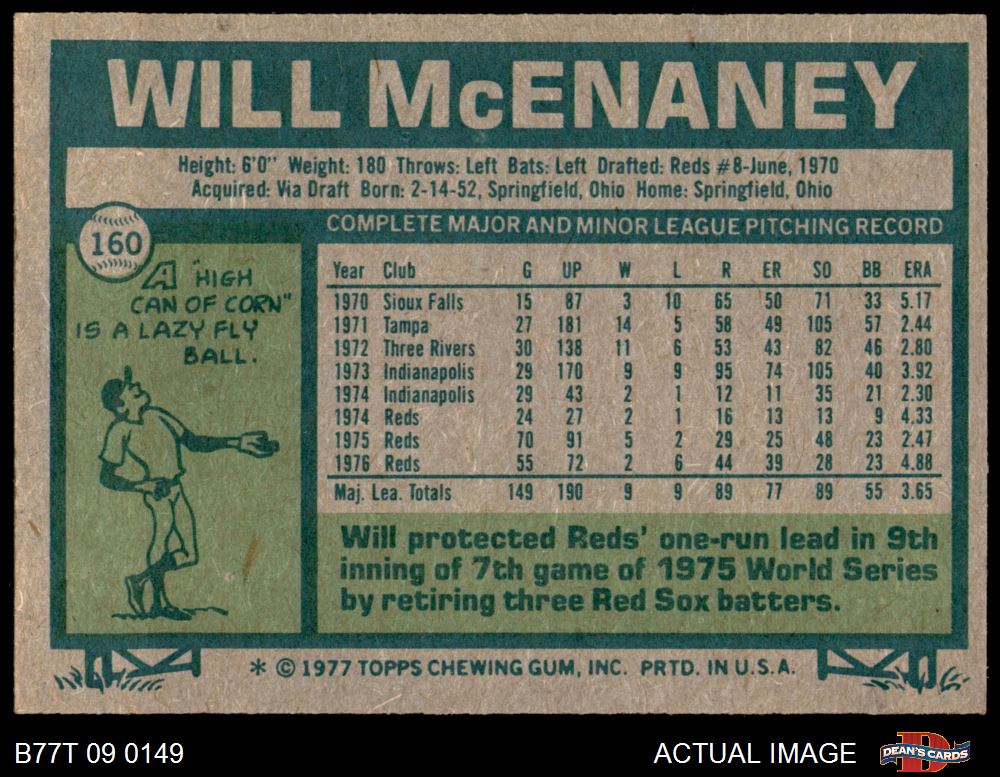 WILL McENANEY
Height: 6'0" Weight: 180 Throws: Left Bats: Left Drafted: Reds #8-June, 1970
Acquired: Via Draft Born: 2-14-52, Springfield, Ohio Home: Springfield, Ohio
160
A "HIGH
CAN OF CORN"
IS A LAZY FLY
BALL.
COMPLETE MAJOR AND MINOR LEAGUE PITCHING RECORD
Year Club G UP W L R ER SO BB ERA
1970 Sioux Falls 15 87 3 10 65 50 71 33 5.17
1971 Tampa 27 181 14 5 58 49 105 57 2.44
1972 Three Rivers 30 138 11 6 53 43 82 46 2.80
1973 Indianapolis 29 170 9 9 95 74 105 40 3.92
1974 Indianapolis 29 43 2 1 12 11 35 21 2.30
1974 Reds 24 27 2 1 16 13 13 9 4.33
1975 Reds 70 91 5 2 29 25 48 23 2.47
1976 Reds 55 72 2 6 44 39 28 23 4.88
Maj. Lea. Totals 149 190 9 9 89 77 89 55 3.65
Will protected Reds' one-run lead in 9th
inning of 7th game of 1975 World Series
by retiring three Red Sox batters.
* © 1977 TOPPS CHEWING GUM, INC. PRTD. IN U.S.A.
B77T 09 0149
ACTUAL IMAGE
DEAN'S CARDS